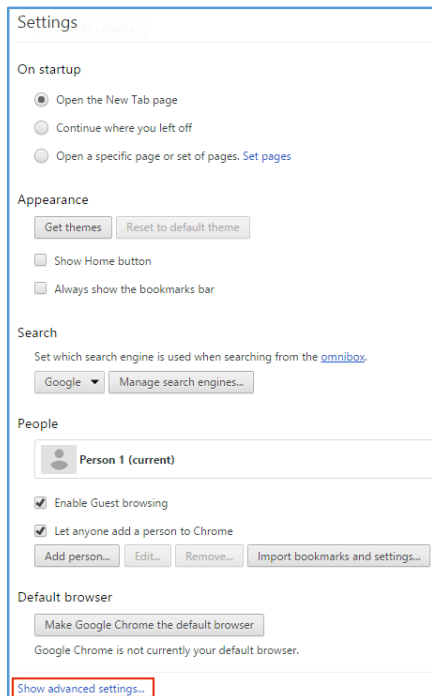 Settings
On startup
Open the New Tab page
Continue where you left off
Open a specific page or set of pages. Set pages
Appearance
Get themes Reset to default theme
Show Home button
Always show the bookmarks bar
Search
Set which search engine is used when searching from the omnibox.
Google Manage search engines...
People
Person 1 (current)
Enable Guest browsing
Let anyone add a person to Chrome
Add person... Edit... Remove... Import bookmarks and settings...
Default browser
Make Google Chrome the default browser
Google Chrome is not currently your default browser.
Show advanced settings...